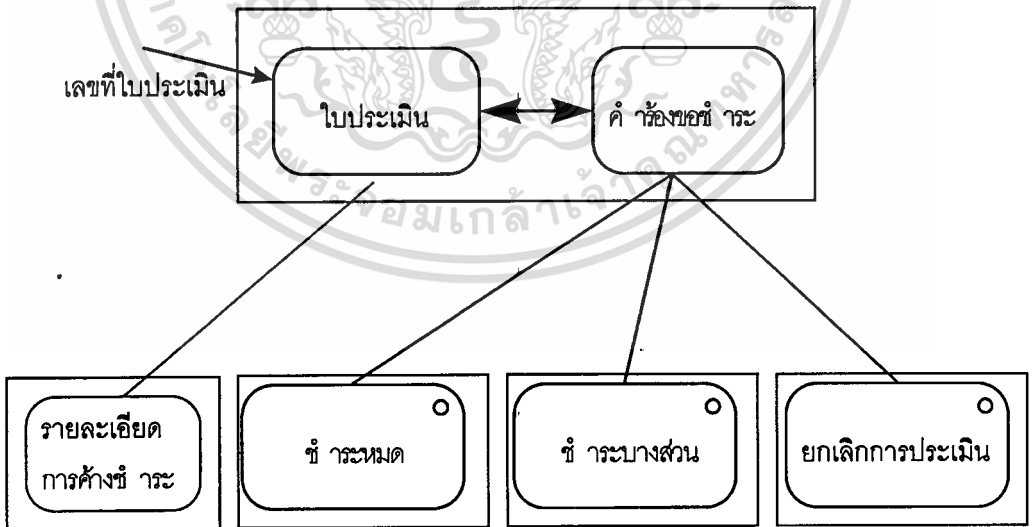 เลขที่ใบประเมิน
ใบประเมิน
คำร้องขอชำระ
รายละเอียด
การค้างชำระ
ชำระหมด
ชำระบางส่วน
ยกเลิกการประเมิน